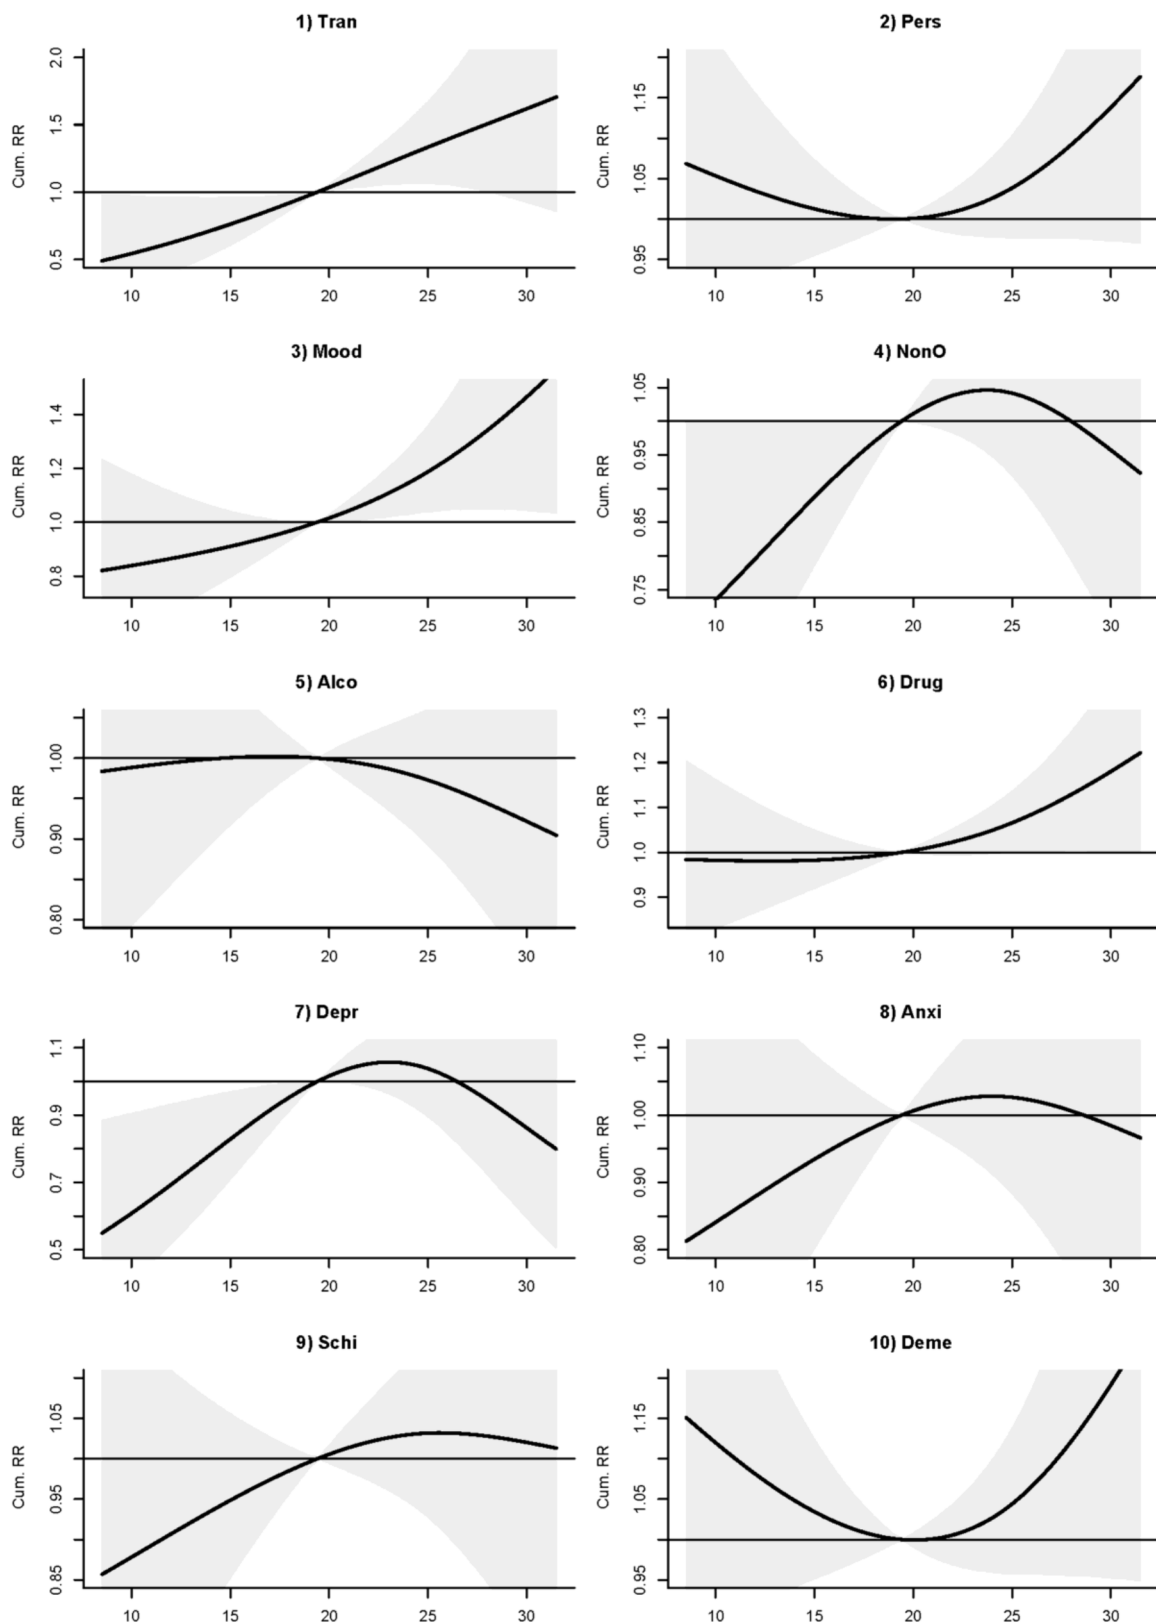 1) Tran
Cum. RR
2.0
1.5
1.0
0.5
10 15 20 25 30
2) Pers
Cum. RR
1.15
1.05
0.95
10 15 20 25 30
3) Mood
Cum. RR
1.4
1.2
1.0
0.8
10 15 20 25 30
4) NonO
Cum. RR
1.05
0.95
0.85
0.75
10 15 20 25 30
5) Alco
Cum. RR
1.00
0.90
0.80
10 15 20 25 30
6) Drug
Cum. RR
1.3
1.2
1.1
1.0
0.9
10 15 20 25 30
7) Depr
Cum. RR
1.1
0.9
0.7
0.5
10 15 20 25 30
8) Anxi
Cum. RR
1.10
1.00
0.90
0.80
10 15 20 25 30
9) Schi
Cum. RR
1.05
0.95
0.85
10 15 20 25 30
10) Deme
Cum. RR
1.15
1.05
0.95
10 15 20 25 30